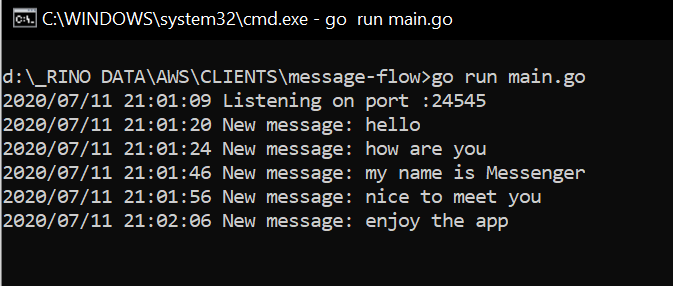 C:\WINDOWS\system32\cmd.exe - go  run main.go
d:\_RINO DATA\AWS\CLIENTS\message-flow>go run main.go
2020/07/11 21:01:09 Listening on port :24545
2020/07/11 21:01:20 New message: hello
2020/07/11 21:01:24 New message: how are you
2020/07/11 21:01:46 New message: my name is Messenger
2020/07/11 21:01:56 New message: nice to meet you
2020/07/11 21:02:06 New message: enjoy the app